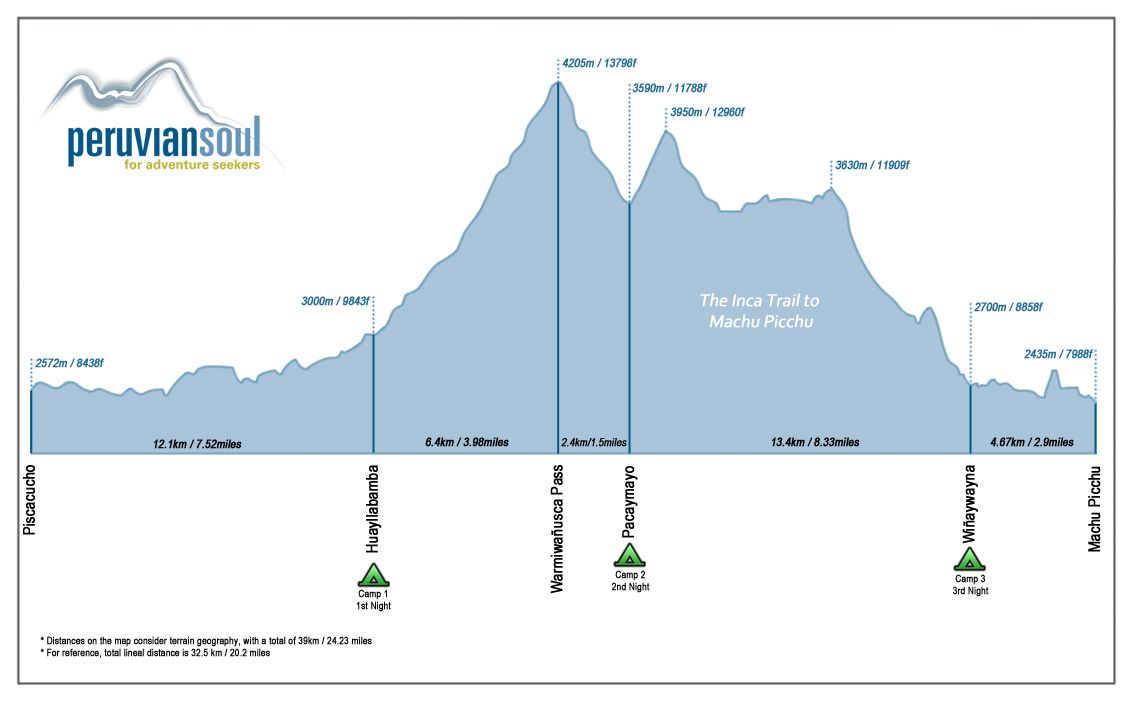 peruviansoul
for adventure seekers
4205m / 13796f
3590m / 11788f
3950m / 12960f
3630m / 11909f
3000m / 9843f
The Inca Trail to
Machu Picchu
2700m / 8858f
2572m / 8438f
2435m / 7988f
12.1km / 7.52miles
6.4km / 3.98miles
2.4km/1.5miles
13.4km / 8.33miles
4.67km / 2.9miles
Piscacucho
Huayllabamba
Warmiwañusca Pass
Pacaymayo
Wiñaywayna
Machu Picchu
Camp 1
1st Night
Camp 2
2nd Night
Camp 3
3rd Night
* Distances on the map consider terrain geography, with a total of 39km / 24.23 miles
* For reference, total lineal distance is 32.5 km / 20.2 miles